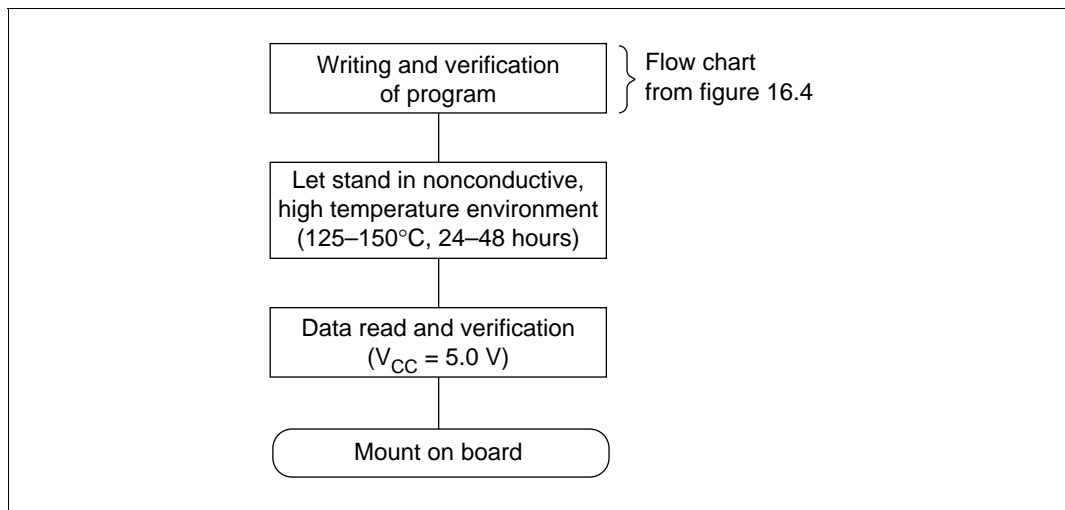 Writing and verification
of program
Flow chart
from figure 16.4
Let stand in nonconductive,
high temperature environment
(125–150°C, 24–48 hours)
Data read and verification
(VCC = 5.0 V)
Mount on board